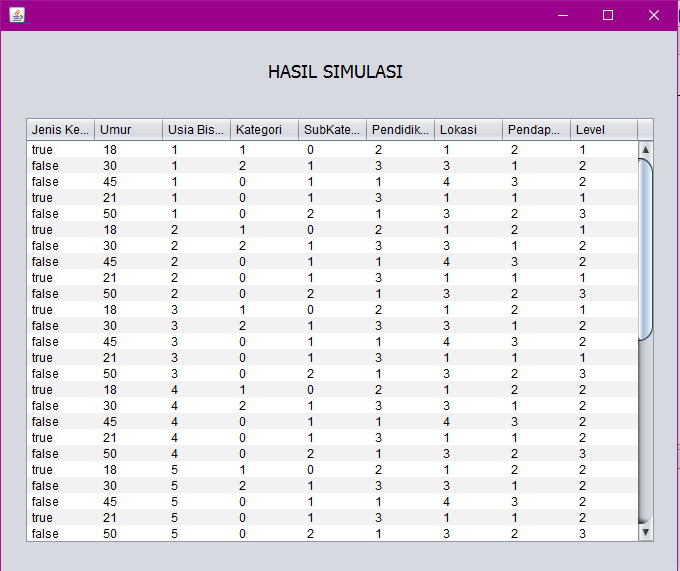 HASIL SIMULASI
Jenis Ke... Umur Usia Bis... Kategori SubKate... Pendidik... Lokasi Pendap... Level
true 18 1 1 0 2 1 2 1
false 30 1 2 1 3 3 1 2
false 45 1 0 1 1 4 3 2
true 21 1 0 1 3 1 1 1
false 50 1 0 2 1 3 2 3
true 18 2 1 0 2 1 2 1
false 30 2 2 1 3 3 1 2
false 45 2 0 1 1 4 3 2
true 21 2 0 1 3 1 1 1
false 50 2 0 2 1 3 2 3
true 18 3 1 0 2 1 2 1
false 30 3 2 1 3 3 1 2
false 45 3 0 1 1 4 3 2
true 21 3 0 1 3 1 1 1
false 50 3 0 2 1 3 2 3
true 18 4 1 0 2 1 2 2
false 30 4 2 1 3 3 1 2
false 45 4 0 1 1 4 3 2
true 21 4 0 1 3 1 1 2
false 50 4 0 2 1 3 2 3
true 18 5 1 0 2 1 2 2
false 30 5 2 1 3 3 1 2
false 45 5 0 1 1 4 3 2
true 21 5 0 1 3 1 1 2
false 50 5 0 2 1 3 2 3